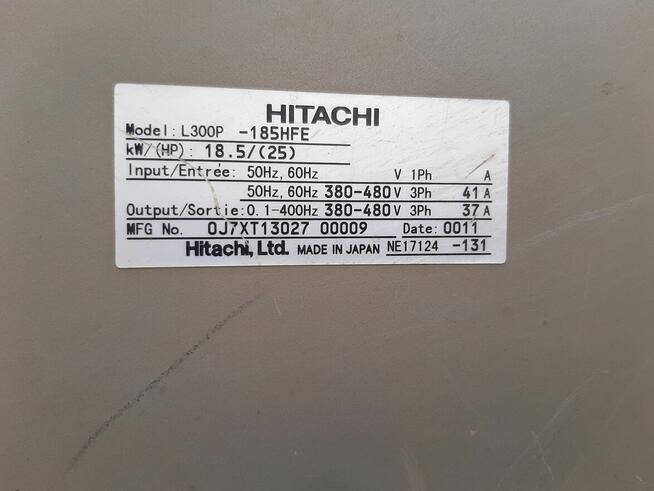 HITACHI
Model: L300P -185HFE
kW/(HP): 18.5/(25)
Input/Entrée: 50Hz, 60Hz V 1Ph A
50Hz, 60Hz 380-480 V 3Ph 41 A
Output/Sortie: 0.1-400Hz 380-480 V 3Ph 37 A
MFG No. 0J7XT13027 00009 Date: 0011
Hitachi, Ltd. MADE IN JAPAN NE17124 -131